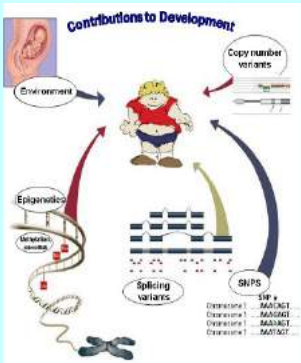 Contributions to Development
Copy number
variants
Environment
Epigenetics
Methylation
Splicing
variants
SNPS
SNP
Chromosome 1
Chromosome 1
Chromosome 1
Chromosome 1